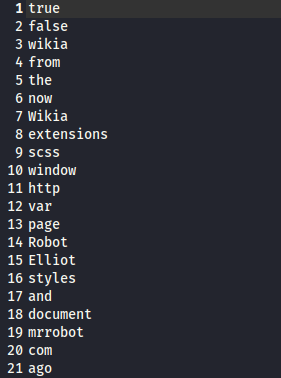 1 true
2 false
3 wikia
4 from
5 the
6 now
7 Wikia
8 extensions
9 scss
10 window
11 http
12 var
13 page
14 Robot
15 Elliot
16 styles
17 and
18 document
19 mrrobot
20 com
21 ago